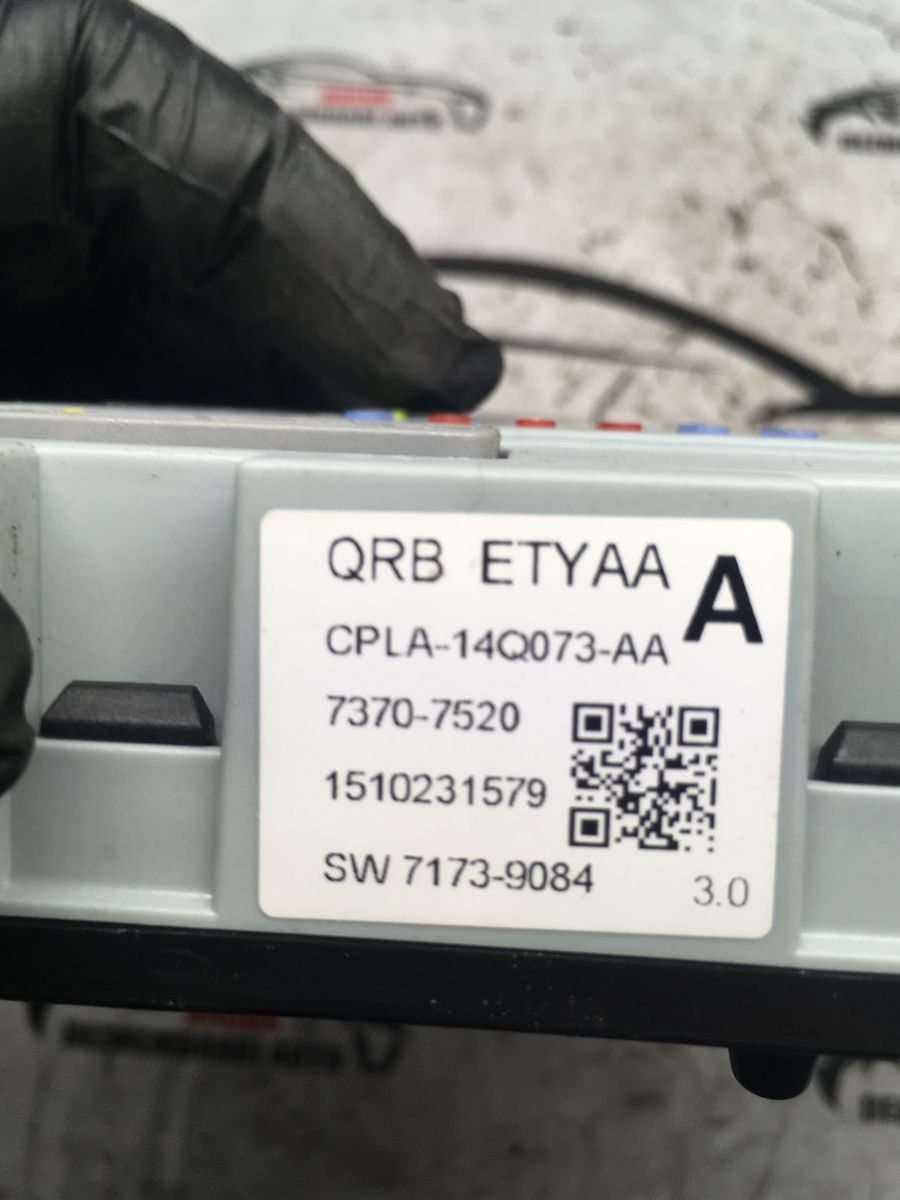 QRB ETYAA
A
CPLA-14Q073-AA
7370-7520
1510231579
SW 7173-9084
3.0